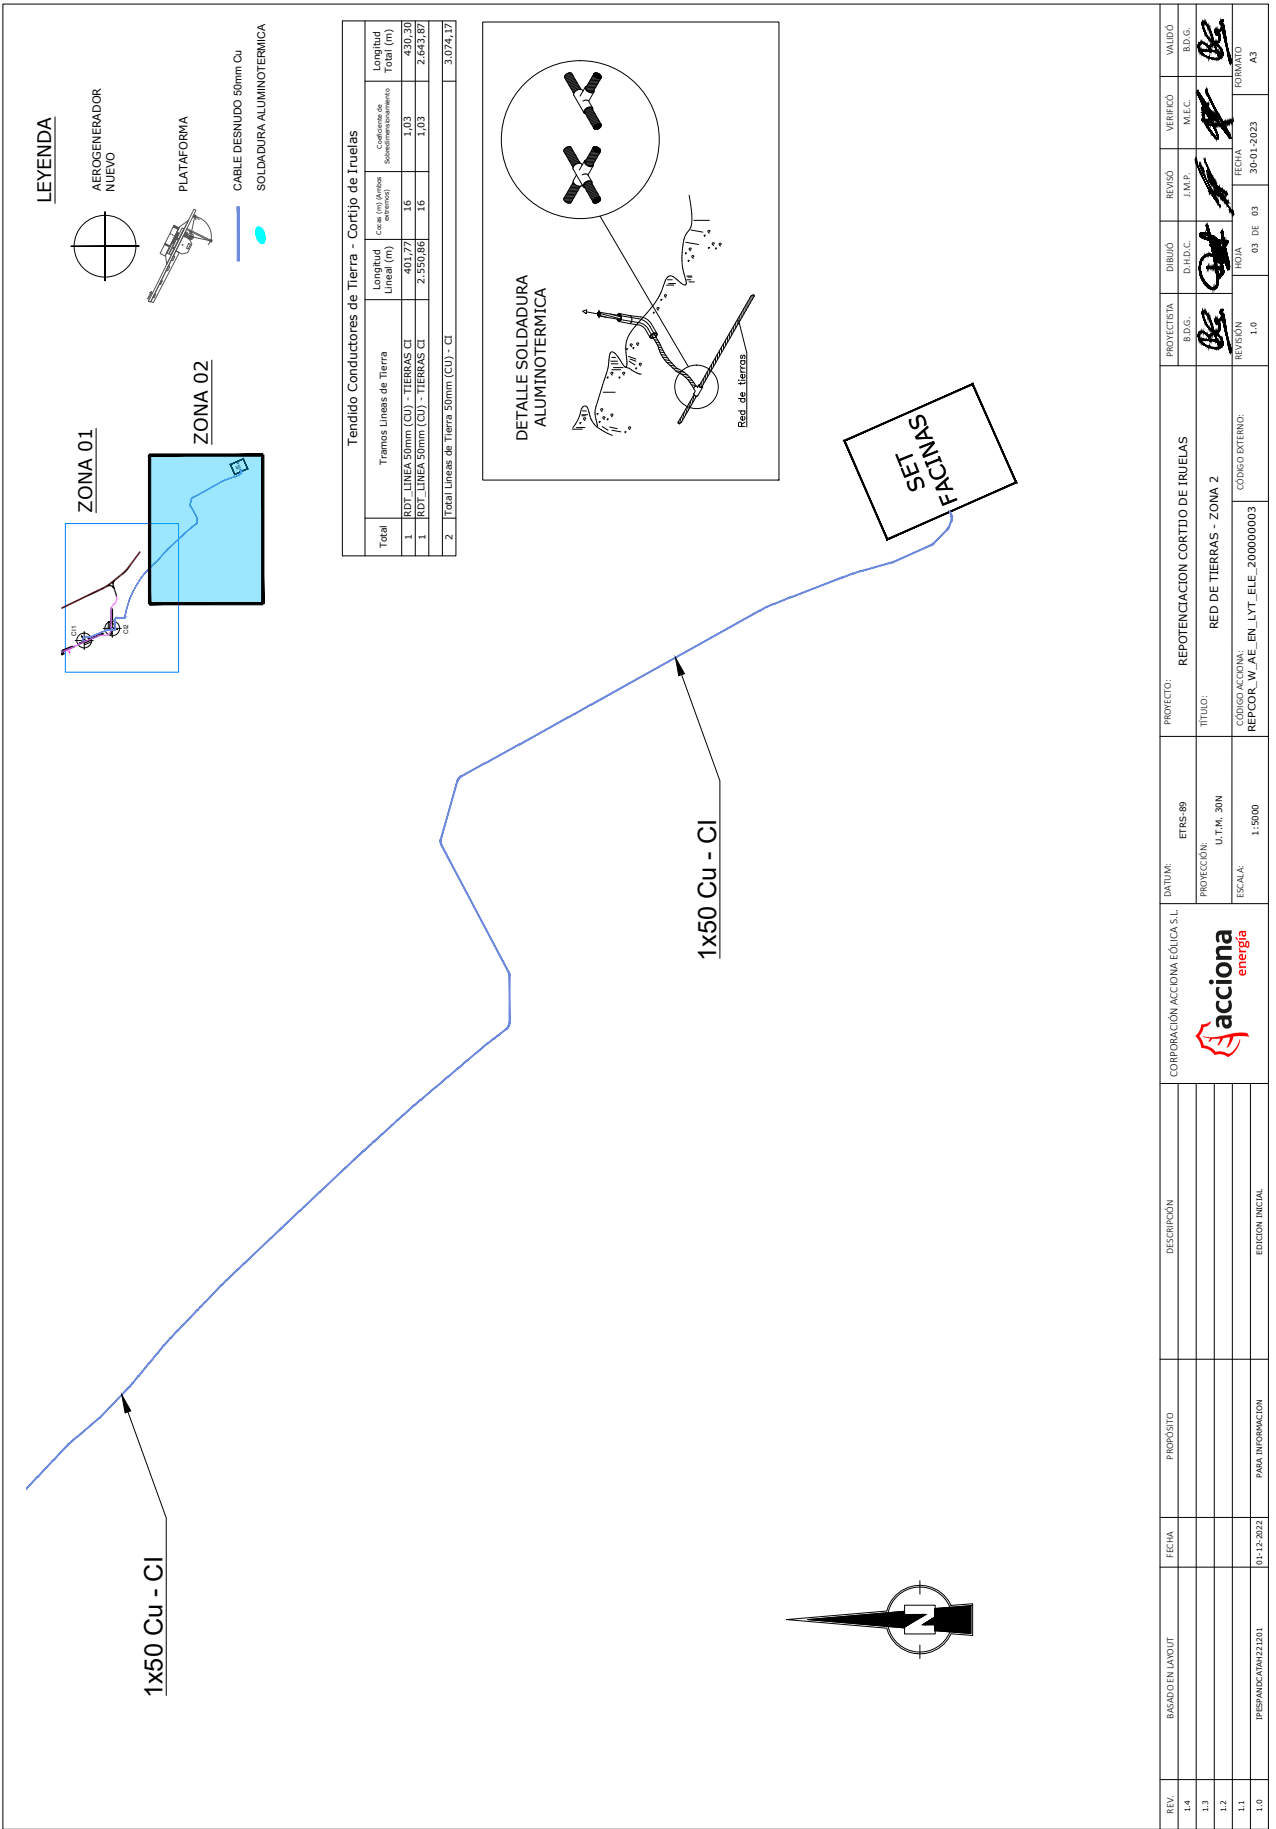 LEYENDA
AEROGENERADOR
NUEVO
PLATAFORMA
CABLE DESNUDO 50mm Cu
SOLDADURA ALUMINOTERMICA
ZONA 01
ZONA 02
CI1
CI2
Tendido Conductores de Tierra - Cortijo de Iruelas
Total
Tramos Lineas de Tierra
Longitud
Lineal (m)
Cocas (m) (Ambos
extremos)
Coeficiente de
Sobredimensionamiento
Longitud
Total (m)
1 RDT_LINEA 50mm (CU) - TIERRAS CI 401,77 16 1,03 430,30
1 RDT_LINEA 50mm (CU) - TIERRAS CI 2.550,86 16 1,03 2.643,87
2 Total Lineas de Tierra 50mm (CU) - CI 3.074,17
DETALLE SOLDADURA
ALUMINOTERMICA
Red de tierras
SET
FACINAS
1x50 Cu - CI
1x50 Cu - CI
N
REV. BASADO EN LAYOUT FECHA PROPÓSITO DESCRIPCIÓN
1.4
1.3
1.2
1.1
1.0 IPESPANDCATAH221201 01-12-2022 PARA INFORMACION EDICION INICIAL
CORPORACIÓN ACCIONA EÓLICA S.L
acciona
energía
DATUM:
ETRS-89
PROYECCIÓN:
U.T.M. 30N
ESCALA:
1:5000
PROYECTO:
REPOTENCIACION CORTIJO DE IRUELAS
TÍTULO:
RED DE TIERRAS - ZONA 2
CÓDIGO ACCIONA:
REPCOR_W_AE_EN_LYT_ELE_200000003
CÓDIGO EXTERNO:
PROYECTISTA DIBUJÓ REVISÓ VERIFICÓ VALIDÓ
B.D.G. D.H.D.C. J.M.P. M.E.C. B.D.G.
REVISIÓN HOJA FECHA FORMATO
1.0 03 DE 03 30-01-2023 A3